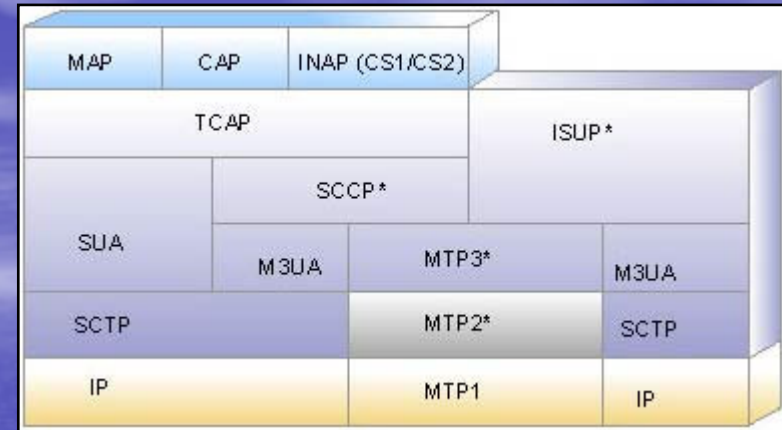 MAP CAP INAP (CS1/CS2)
TCAP ISUP*
SCCP*
SUA M3UA MTP3* M3UA
SCTP MTP2* SCTP
IP MTP1 IP